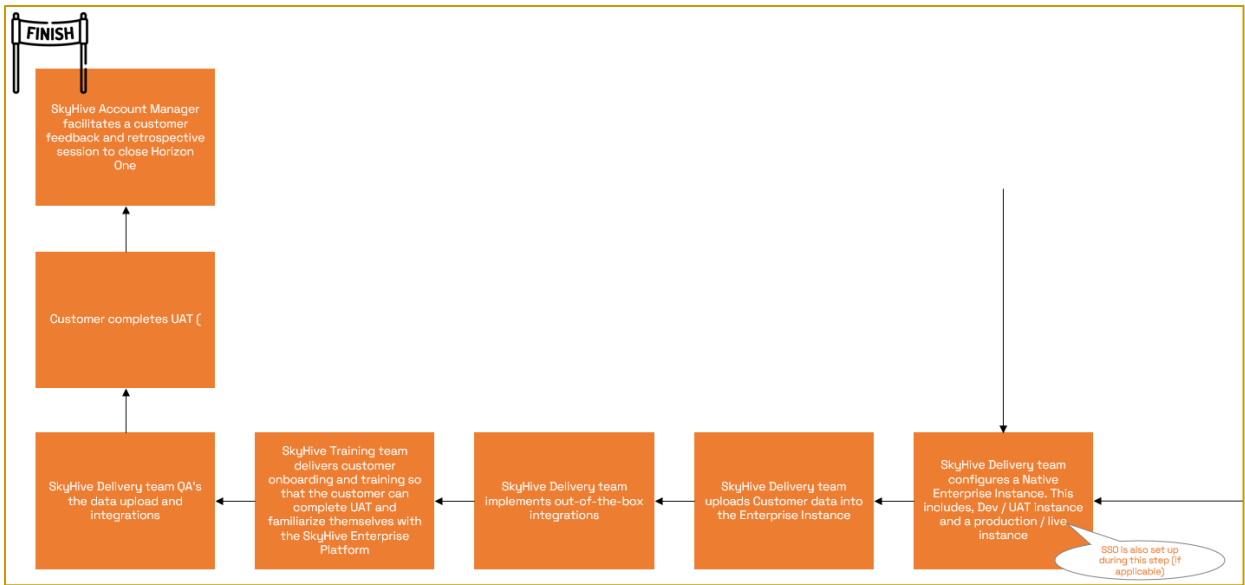 FINISH
SkyHive Account Manager
facilitates a customer
feedback and retrospective
session to close Horizon
One
Customer completes UAT (
SkyHive Delivery team QA's
the data upload and
integrations
SkyHive Training team
delivers customer
onboarding and training so
that the customer can
complete UAT and
familiarize themselves with
the SkyHive Enterprise
Platform
SkyHive Delivery team
implements out-of-the-box
integrations
SkyHive Delivery team
uploads Customer data into
the Enterprise Instance
SkyHive Delivery team
configures a Native
Enterprise Instance. This
includes, Dev / UAT instance
and a production / live
instance
SSO is also set up
during this step (if
applicable)